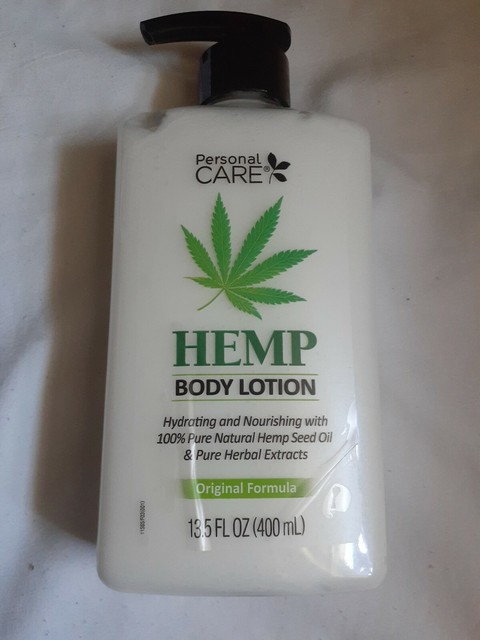 Personal
CARE®
HEMP
BODY LOTION
Hydrating and Nourishing with
100% Pure Natural Hemp Seed Oil
& Pure Herbal Extracts
Original Formula
13.5 FL OZ (400 mL)